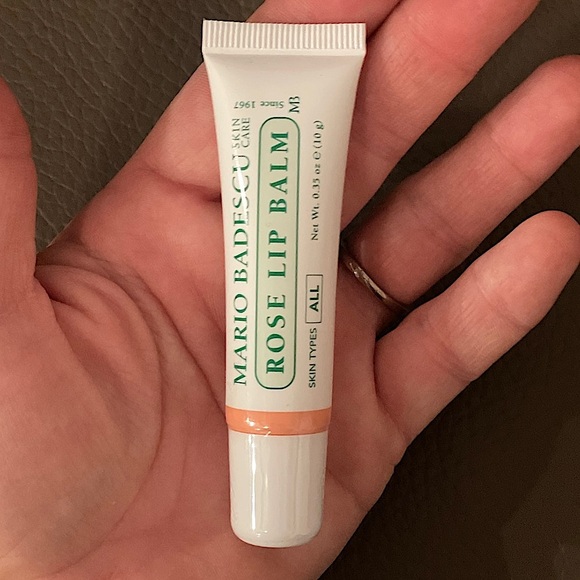 MARIO BADESCU SKIN CARE
Since 1967 MB
ROSE LIP BALM
SKIN TYPES ALL
Net Wt. 0.35 oz ℮ (10 g)